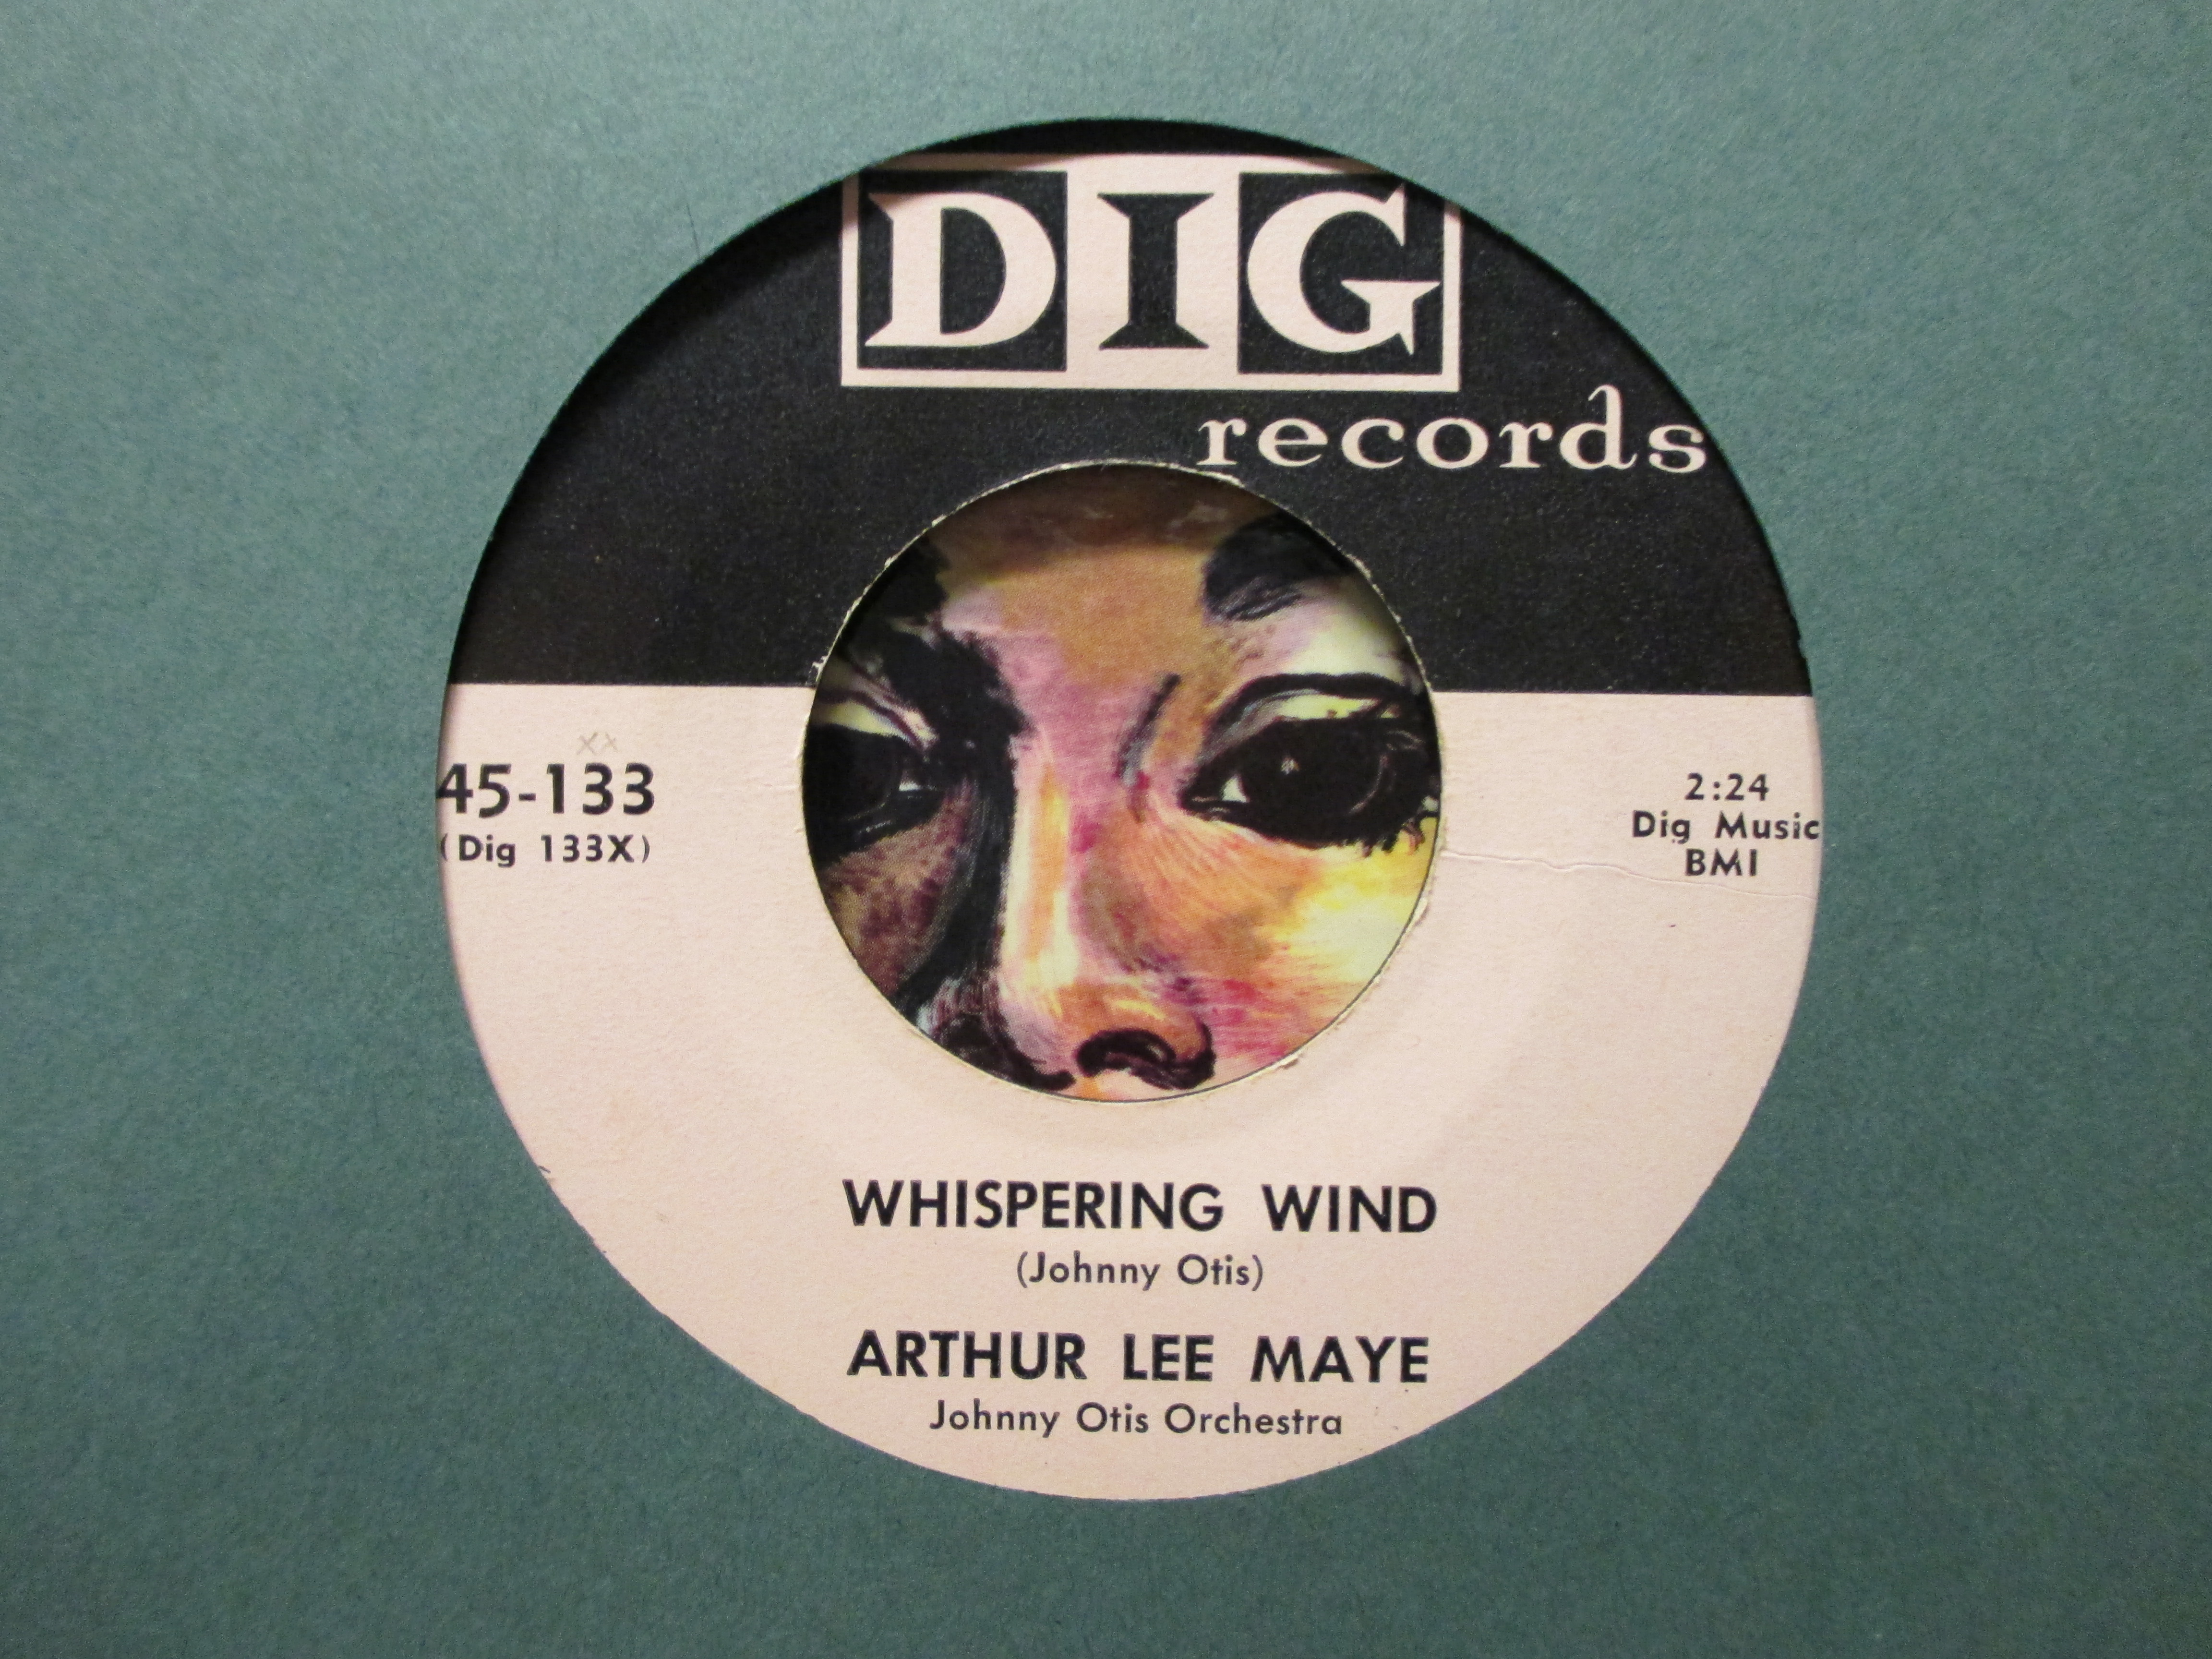 DIG
records
xx
45-133
(Dig 133X)
2:24
Dig Music
BMI
WHISPERING WIND
(Johnny Otis)
ARTHUR LEE MAYE
Johnny Otis Orchestra